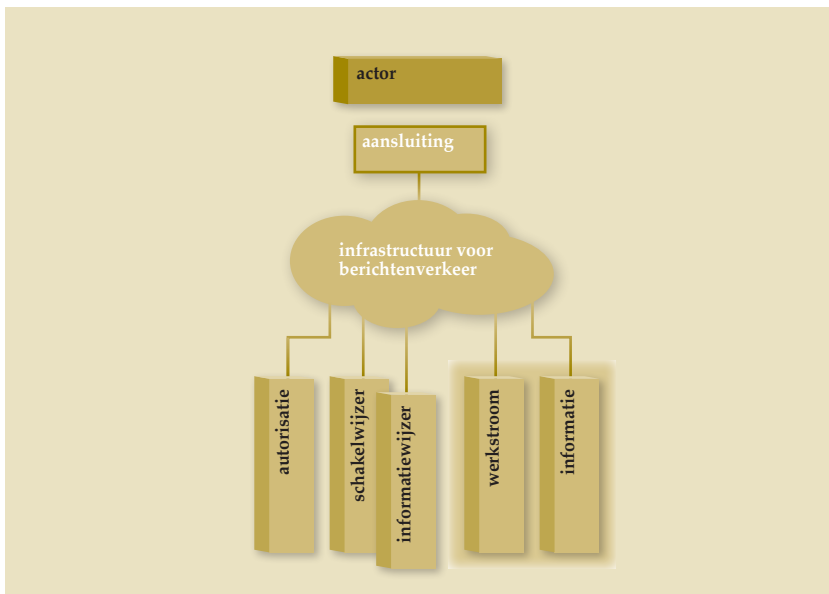 actor
aansluiting
infrastructuur voor
berichtenverkeer
autorisatie
schakelwijzer
informatiewijzer
werkstroom
informatie